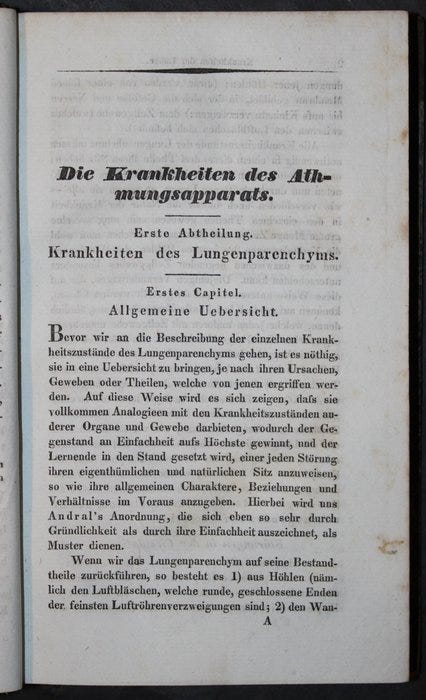 Die Krankheiten des Ath-
mungsapparats.
Erste Abtheilung.
Krankheiten des Lungenparenchyms.
Erstes Capitel.
Allgemeine Uebersicht.
Bevor wir an die Beschreibung der einzelnen Krank-
heitszustände des Lungenparenchyms gehen, ist es nöthig,
sie in eine Uebersicht zu bringen, je nach ihren Ursachen,
Geweben oder Theilen, welche von jenen ergriffen wer-
den. Auf diese Weise wird es sich zeigen, daſs sie
vollkommen Analogieen mit den Krankheitszuständen an-
derer Organe und Gewebe darbieten, wodurch der Ge-
genstand an Einfachheit aufs Höchste gewinnt, und der
Lernende in den Stand gesetzt wird, einer jeden Störung
ihren eigenthümlichen und natürlichen Sitz anzuweisen,
so wie ihre allgemeinen Charaktere, Beziehungen und
Verhältnisse im Voraus anzugeben. Hierbei wird uns
Andral's Anordnung, die sich eben so sehr durch
Gründlichkeit als durch ihre Einfachheit auszeichnet, als
Muster dienen.
Wenn wir das Lungenparenchym auf seine Bestand-
theile zurückführen, so besteht es 1) aus Höhlen (näm-
lich den Luftbläschen, welche runde, geschlossene Enden
der feinsten Luftröhrenverzweigungen sind; 2) den Wan-
A